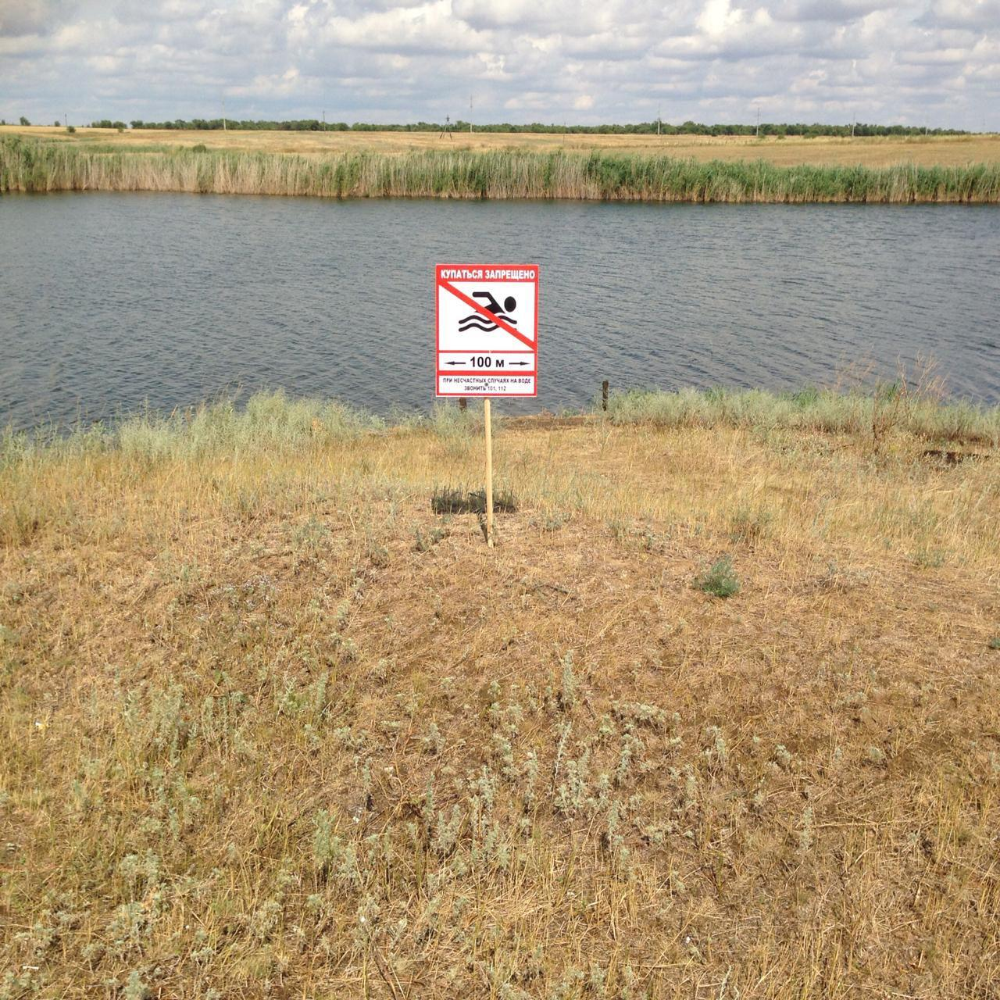 КУПАТЬСЯ ЗАПРЕЩЕНО
100 м
ПРИ НЕСЧАСТНЫХ СЛУЧАЯХ НА ВОДЕ
ЗВОНИТЬ 101, 112